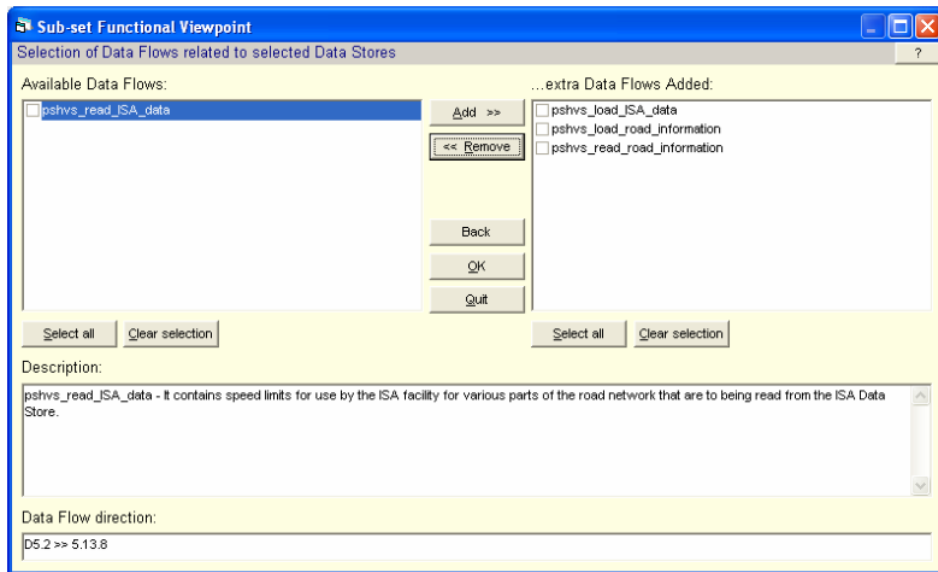 Sub-set Functional Viewpoint
Selection of Data Flows related to selected Data Stores
?
Available Data Flows:
...extra Data Flows Added:
pshvs_read_ISA_data
Add >>
<< Remove
Back
OK
Quit
pshvs_load_ISA_data
pshvs_load_road_information
pshvs_read_road_information
Select all
Clear selection
Select all
Clear selection
Description:
pshvs_read_ISA_data - It contains speed limits for use by the ISA facility for various parts of the road network that are to being read from the ISA Data
Store.
Data Flow direction:
D5.2 >> 5.13.8